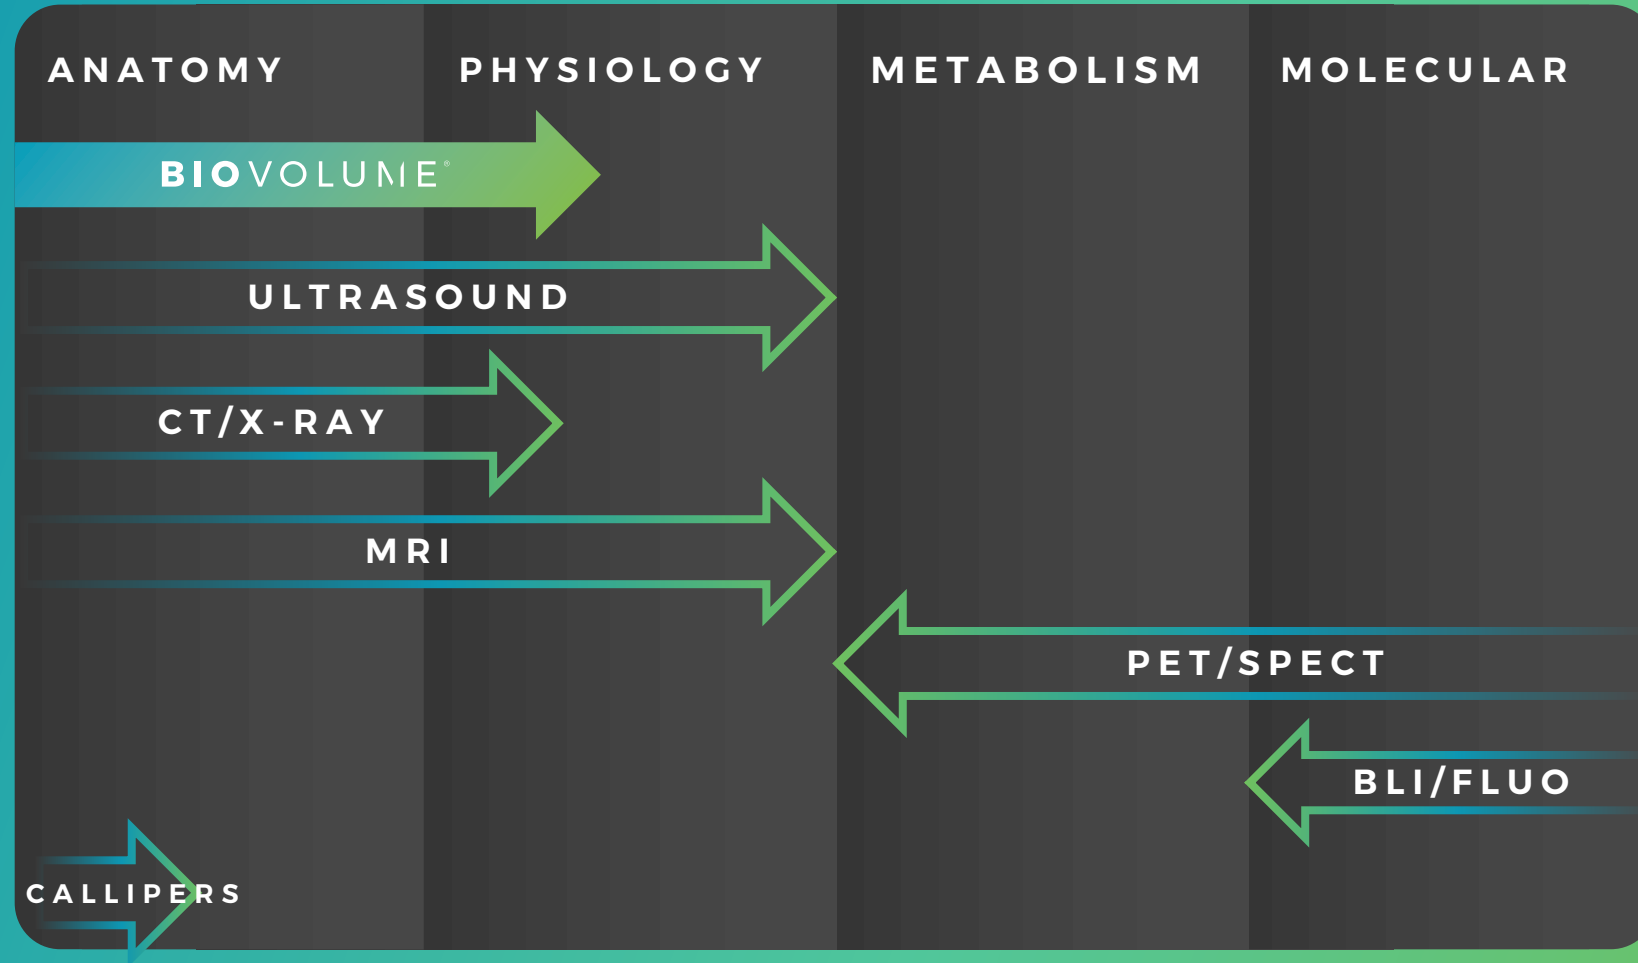 ANATOMY PHYSIOLOGY METABOLISM MOLECULAR
BIOVOLUME®
ULTRASOUND
CT/X-RAY
MRI
PET/SPECT
BLI/FLUO
CALLIPERS